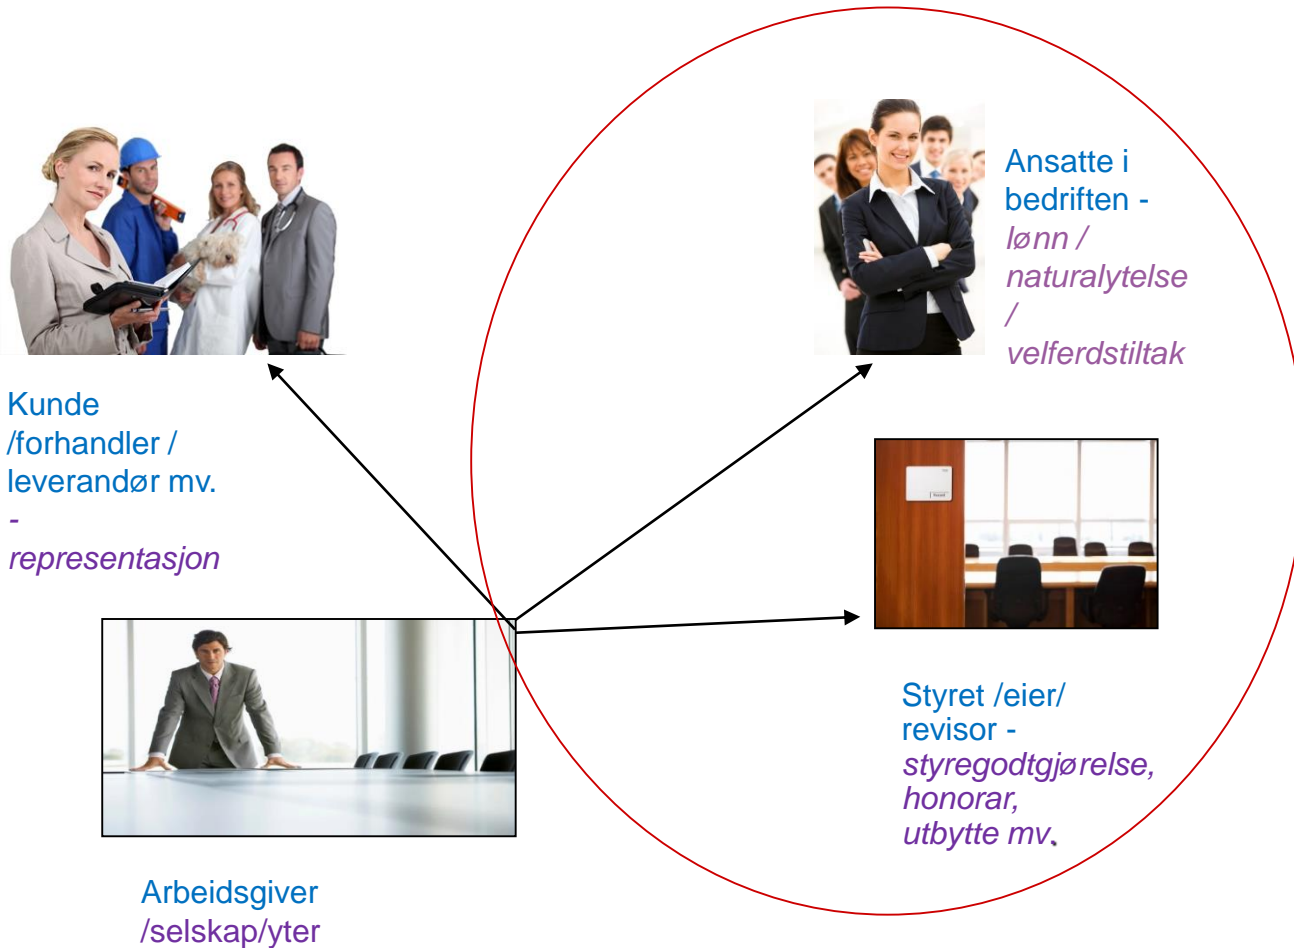 Ansatte i
bedriften -
lønn /
naturalytelse
/
velferdstiltak
Kunde
/forhandler /
leverandør mv.
-
representasjon
Styret /eier/
revisor -
styregodtgjørelse,
honorar,
utbytte mv.
Arbeidsgiver
/selskap/yter